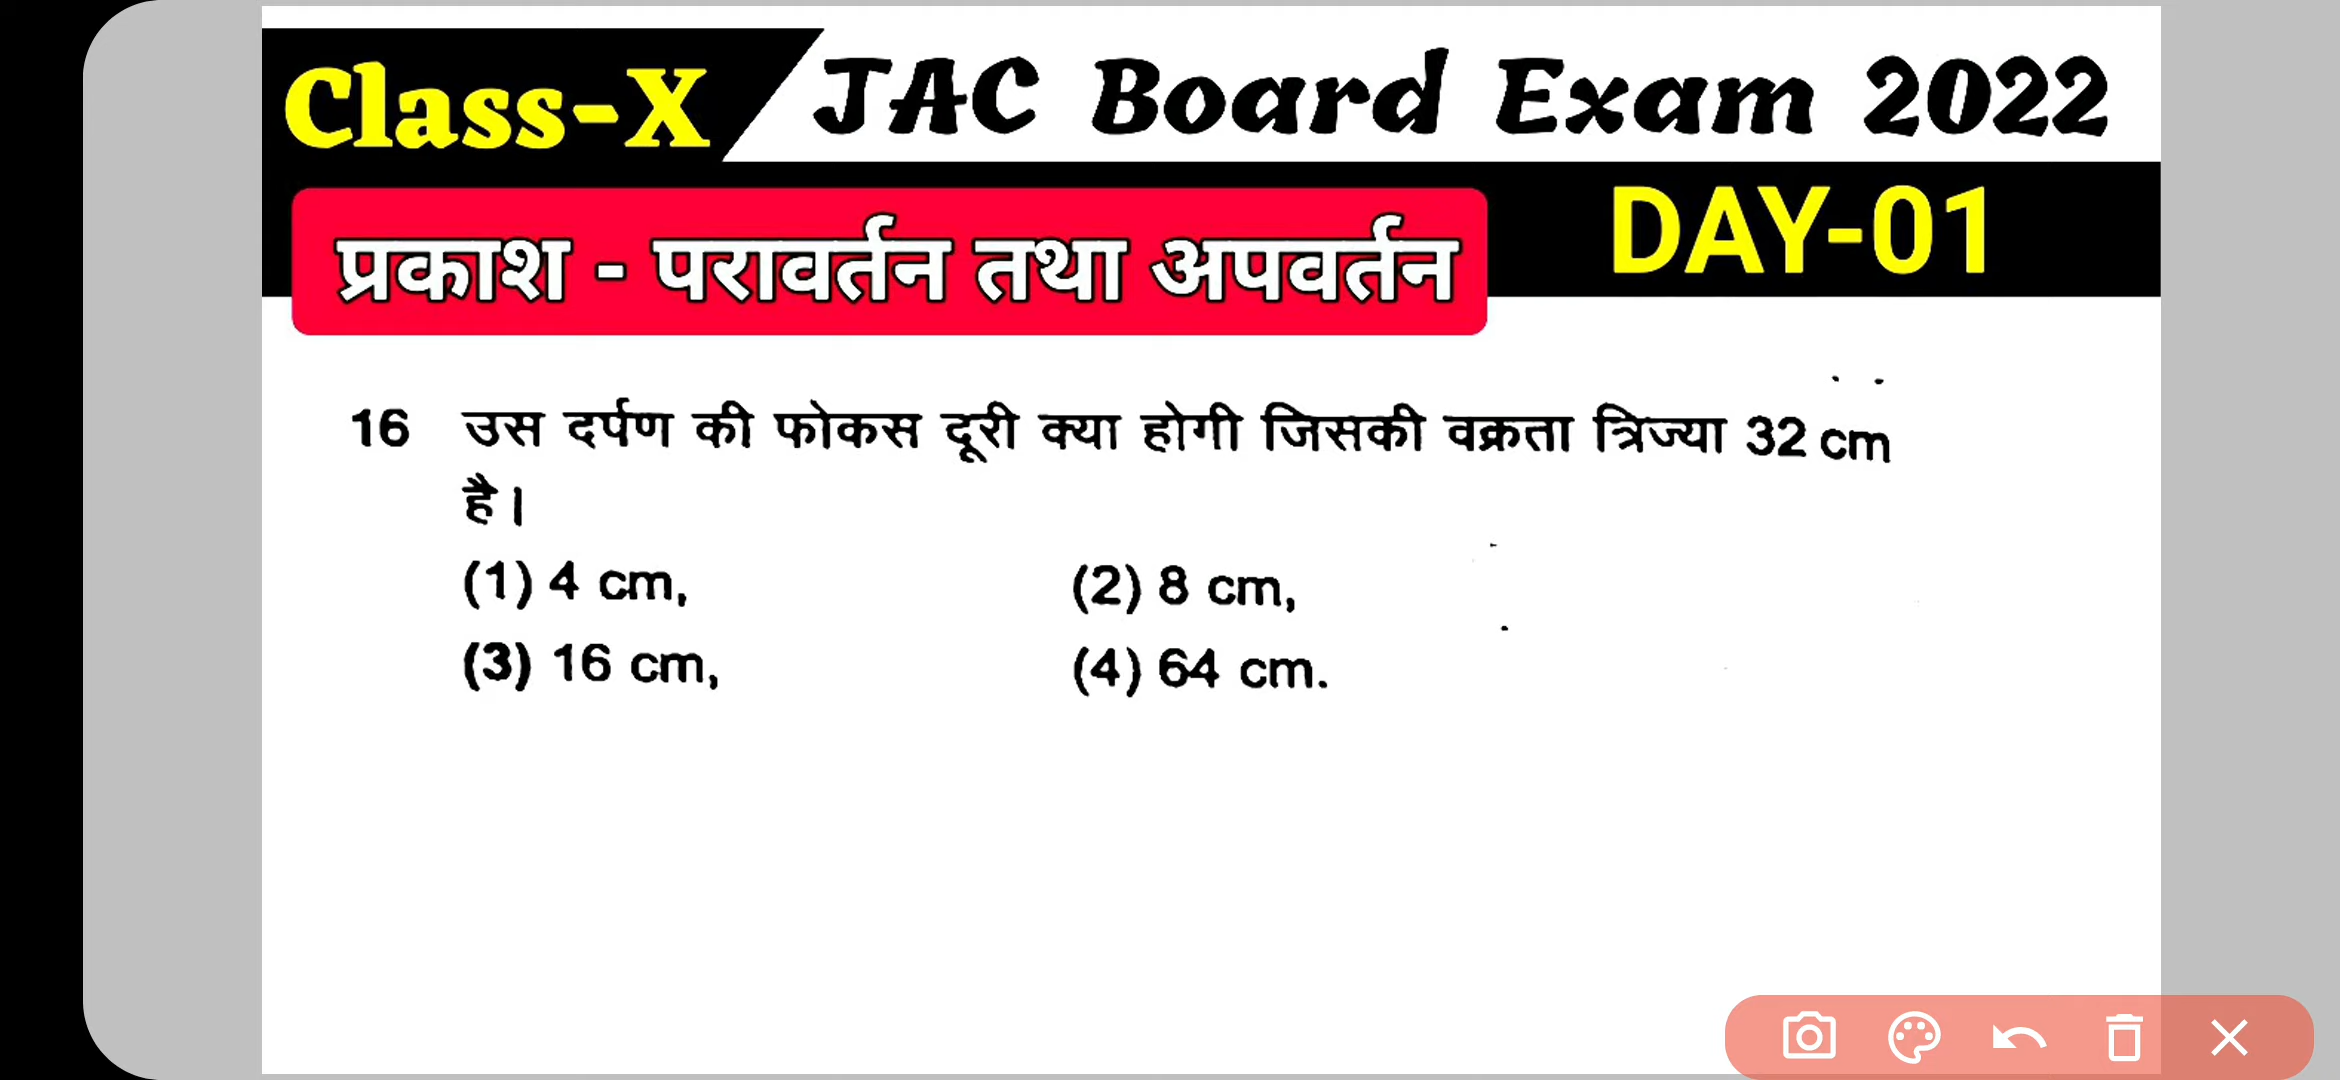 Class-X JAC Board Exam 2022
प्रकाश - परावर्तन तथा अपवर्तन DAY-01
16 उस दर्पण की फोकस दूरी क्या होगी जिसकी वक्रता त्रिज्या 32 cm
है।
(1) 4 cm, (2) 8 cm,
(3) 16 cm, (4) 64 cm.